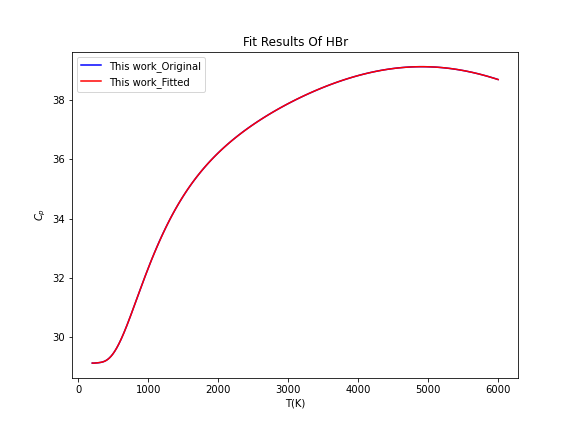 Fit Results Of HBr
This work_Original
This work_Fitted
38
36
34
32
30
C_p
0 1000 2000 3000 4000 5000 6000
T(K)